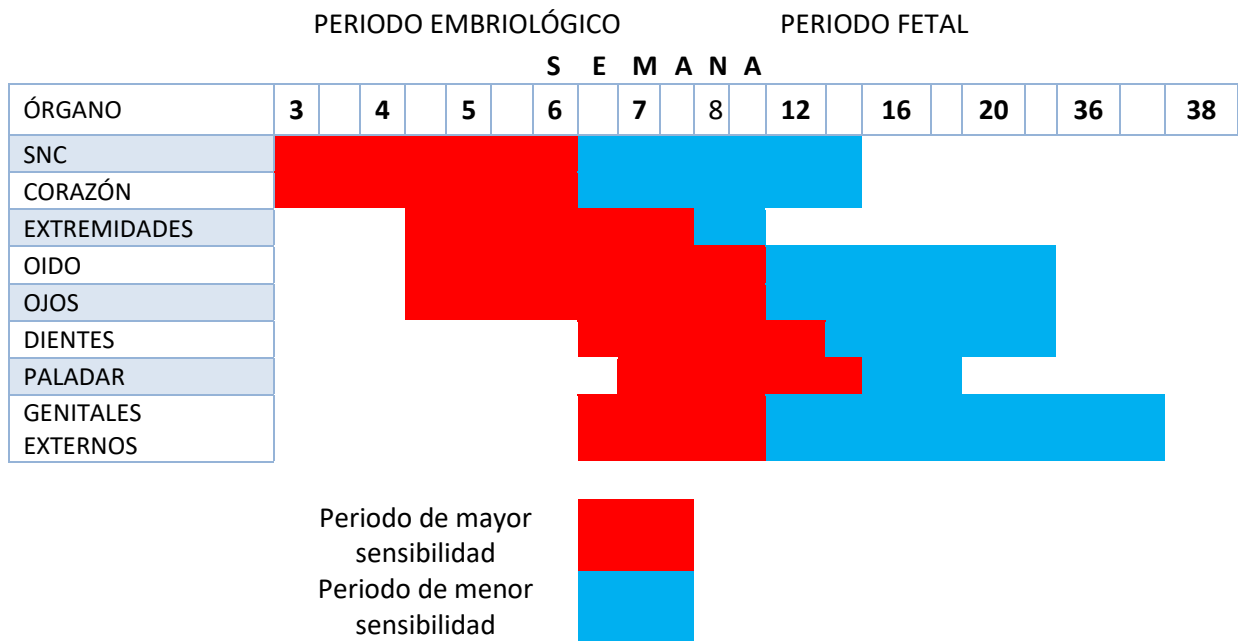 PERIODO EMBRIOLÓGICO PERIODO FETAL
S E M A N A
ÓRGANO 3 4 5 6 7 8 12 16 20 36 38
SNC
CORAZÓN
EXTREMIDADES
OIDO
OJOS
DIENTES
PALADAR
GENITALES
EXTERNOS
Periodo de mayor
sensibilidad
Periodo de menor
sensibilidad